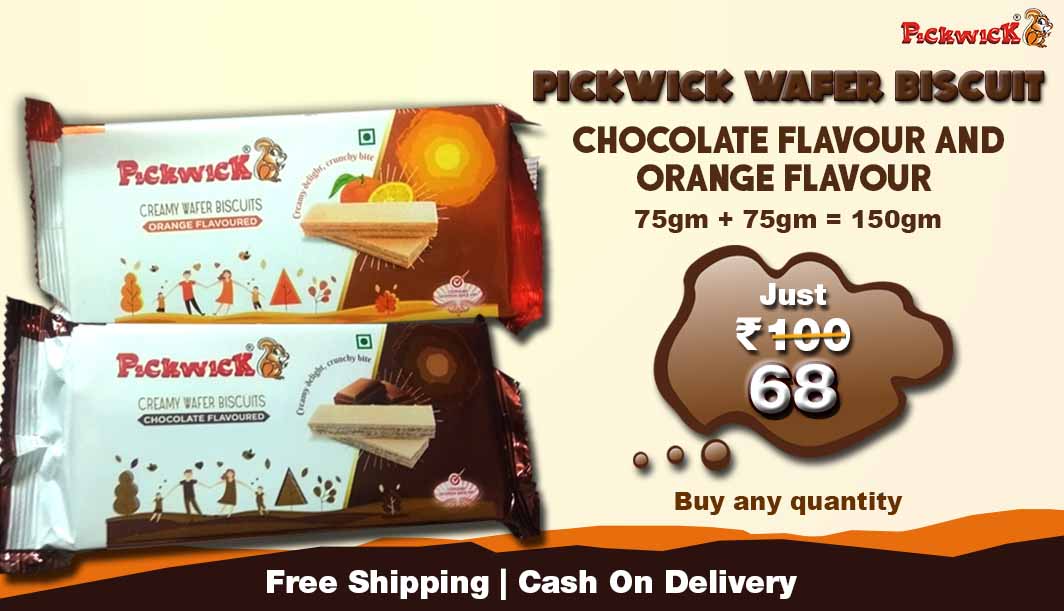 PICKWICK®
PICKWICK WAFER BISCUIT
CHOCOLATE FLAVOUR AND
ORANGE FLAVOUR
75gm + 75gm = 150gm
Just
₹100
68
Buy any quantity
PICKWICK®
Creamy delight, crunchy bite
CREAMY WAFER BISCUITS
ORANGE FLAVOURED
PICKWICK®
Creamy delight, crunchy bite
CREAMY WAFER BISCUITS
CHOCOLATE FLAVOURED
Free Shipping | Cash On Delivery